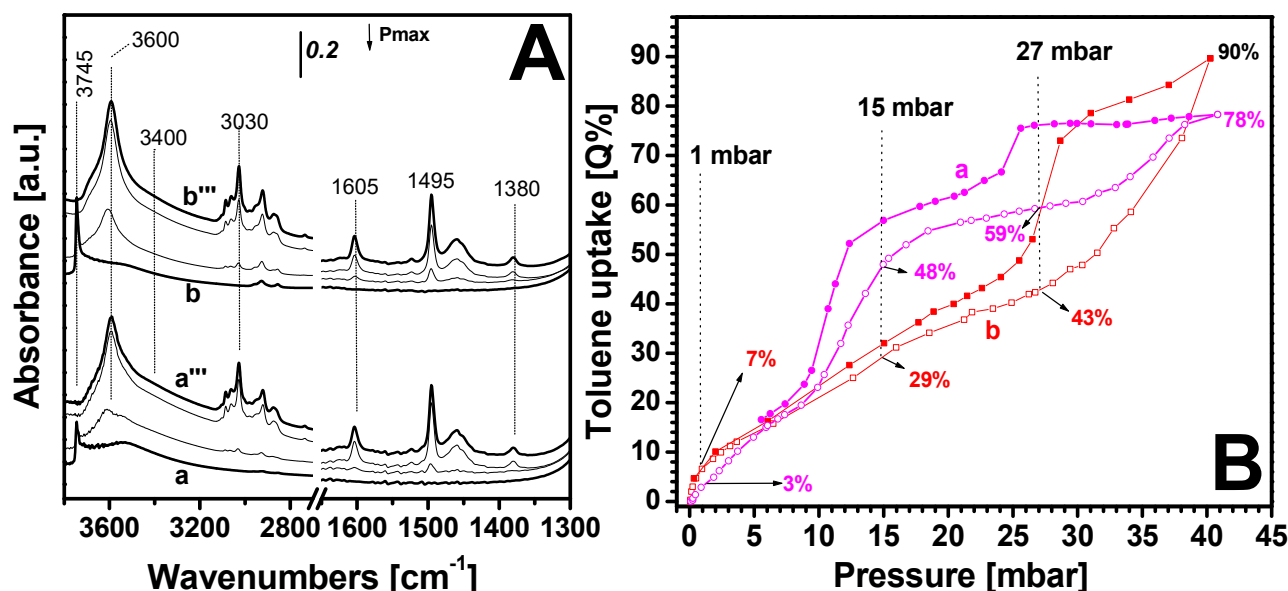 A
Pmax
0.2
3745
3600
3400
3030
1605
1495
1380
b'''
b
a'''
a
Absorbance [a.u.]
3600 3200 2800 1600 1500 1400 1300
Wavenumbers [cm-1]
B
90
80
70
60
50
40
30
20
10
0
Toluene uptake [Q%]
27 mbar
90%
15 mbar
78%
1 mbar
a
59%
48%
7%
b
43%
29%
3%
0 5 10 15 20 25 30 35 40 45
Pressure [mbar]